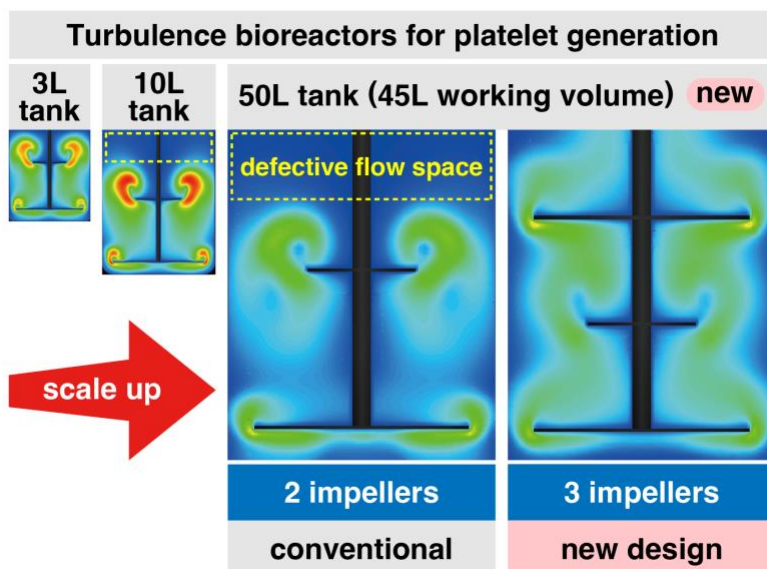 Turbulence bioreactors for platelet generation
3L
tank
10L
tank
50L tank (45L working volume) new
defective flow space
scale up
2 impellers
3 impellers
conventional
new design